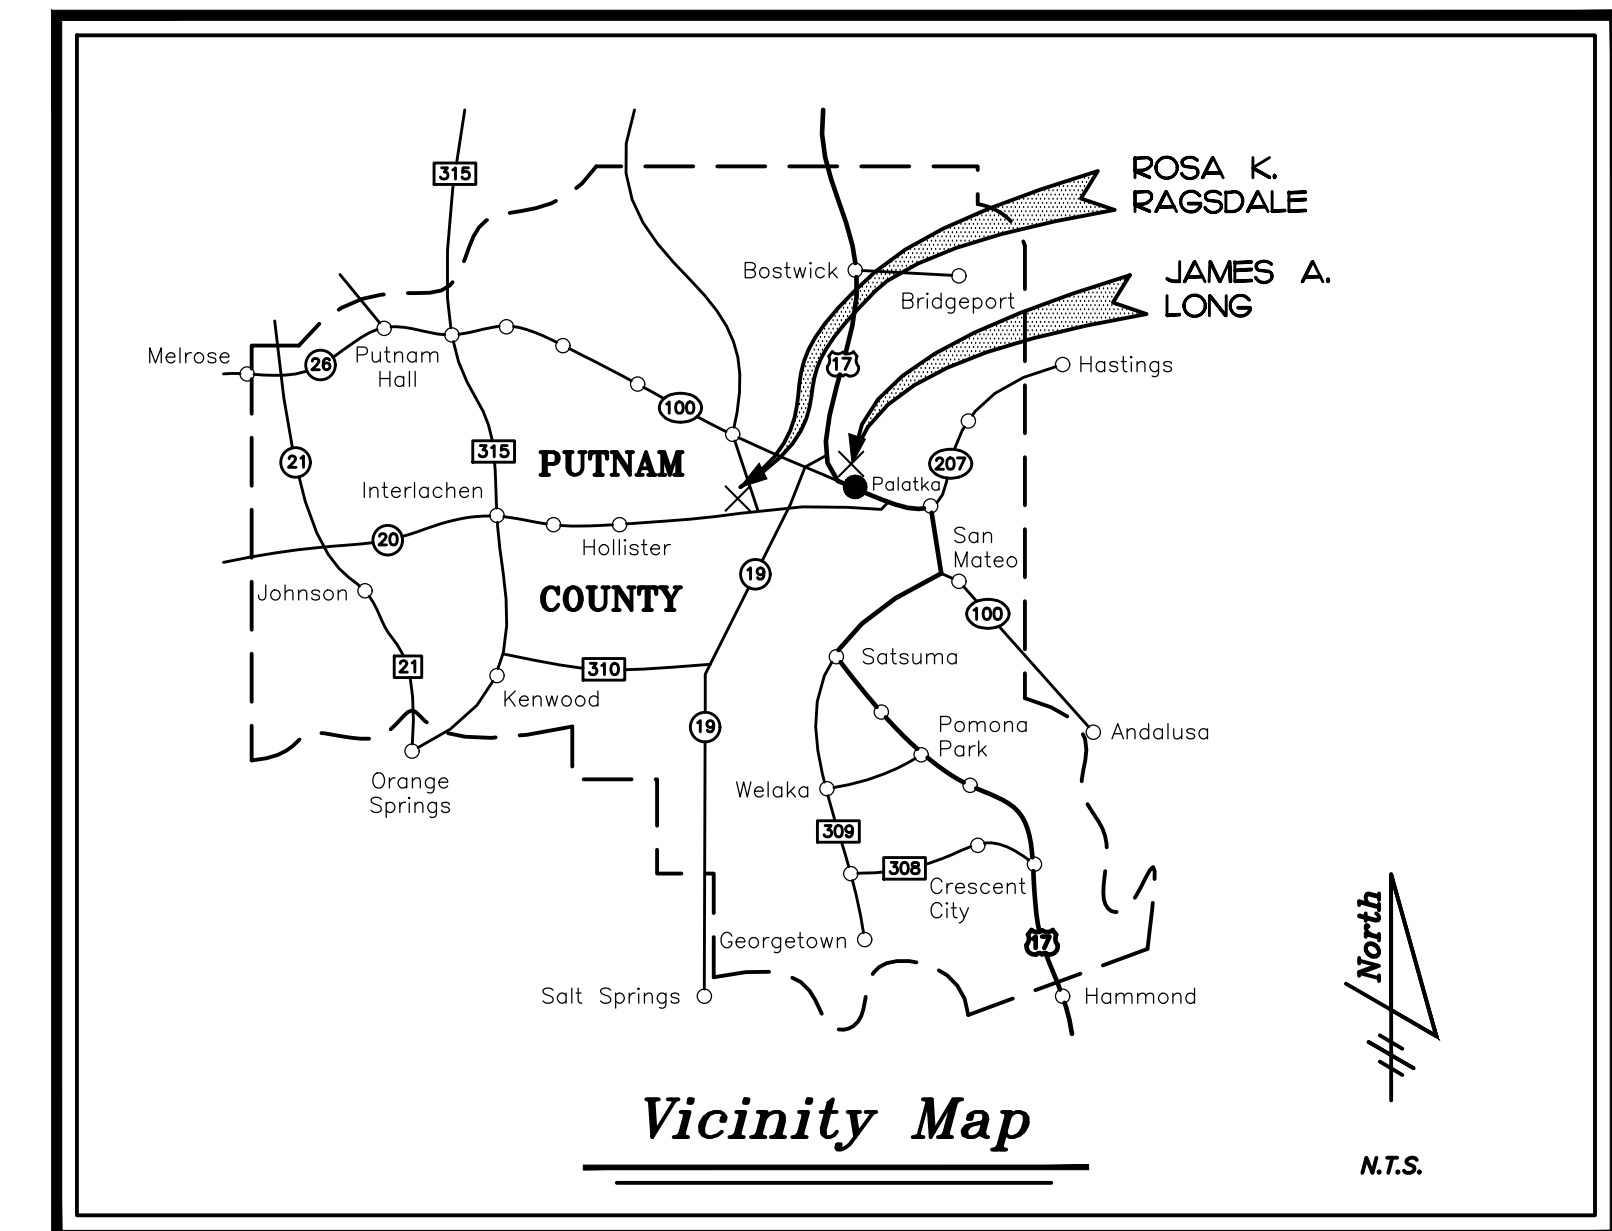 315
ROSA K.
RAGSDALE
Bostwick
Bridgeport
JAMES A.
LONG
Melrose
26
Putnam
Hall
17
Hastings
100
315
PUTNAM
21
207
Interlachen
Palatka
20
Hollister
San
Mateo
19
Johnson
COUNTY
100
21
310
Satsuma
Kenwood
19
Pomona
Park
Andalusa
Orange
Springs
Welaka
309
308
Crescent
City
Georgetown
17
North
Salt Springs
Hammond
Vicinity Map
N.T.S.